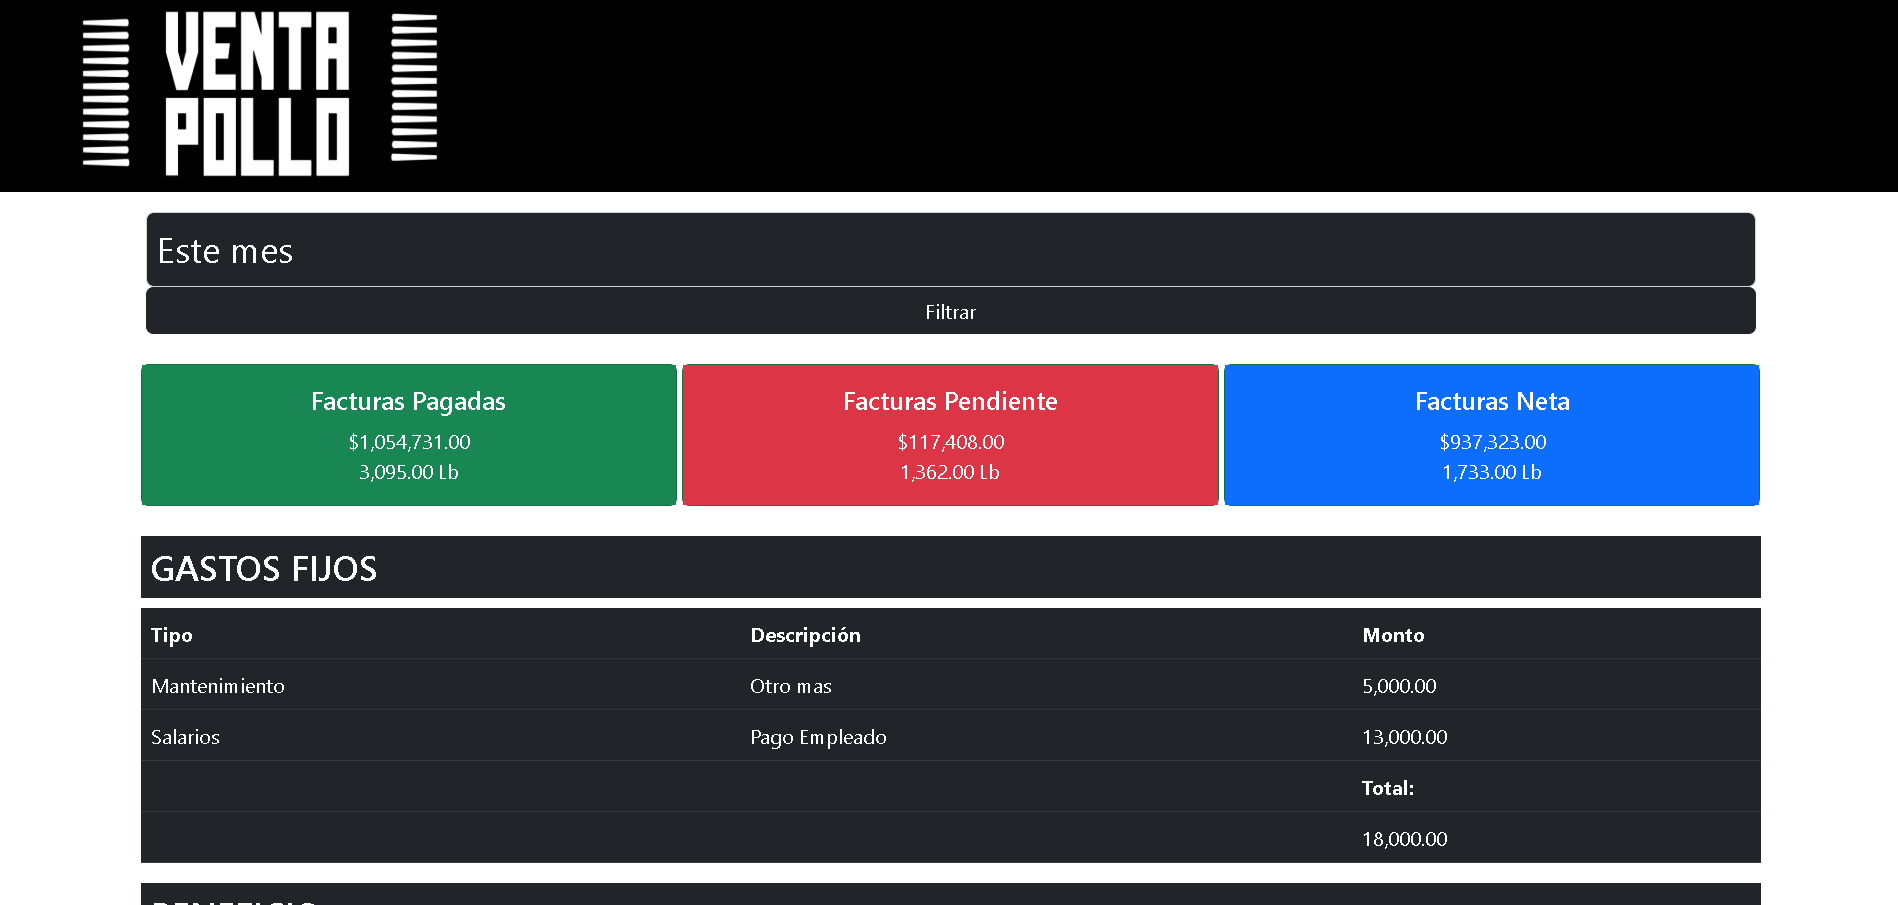 VENTA
POLLO
Este mes
Filtrar
Facturas Pagadas
$1,054,731.00
3,095.00 Lb
Facturas Pendiente
$117,408.00
1,362.00 Lb
Facturas Neta
$937,323.00
1,733.00 Lb
GASTOS FIJOS
Tipo Descripción Monto
Mantenimiento Otro mas 5,000.00
Salarios Pago Empleado 13,000.00
Total:
18,000.00